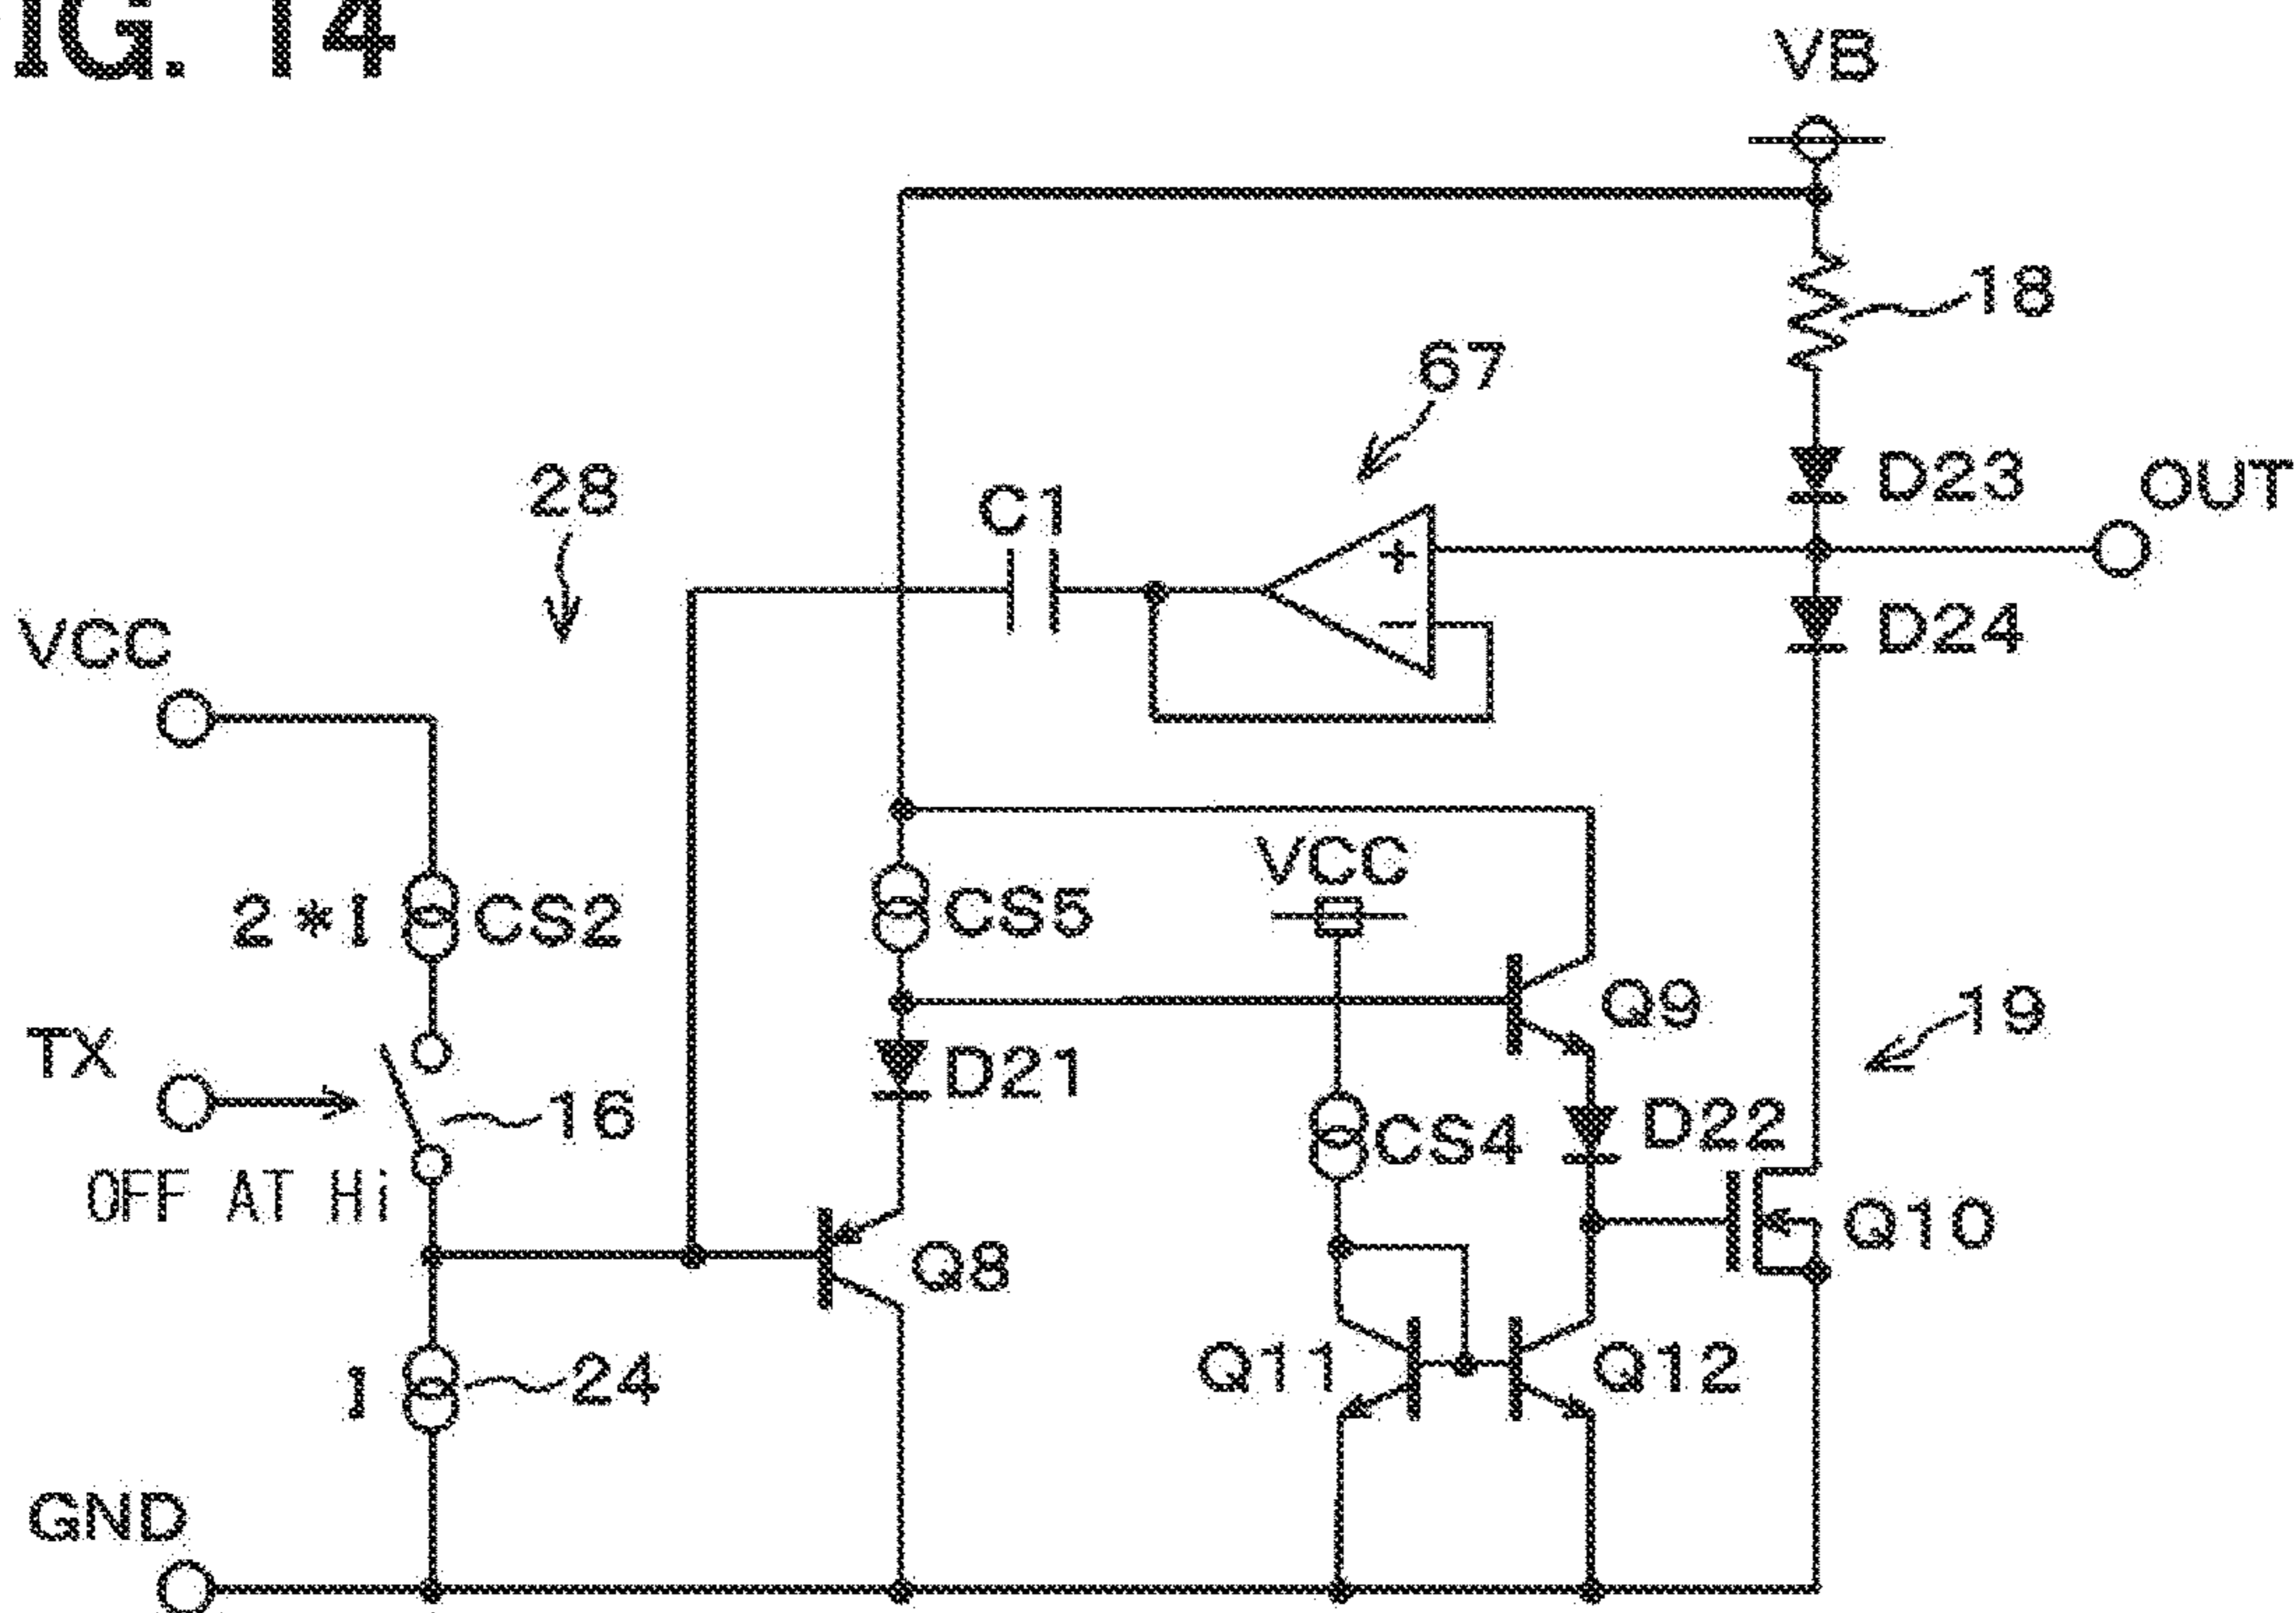 IG. 14
VB
18
67
D23
OUT
28
C1
D24
VCC
VCC
2*I
CS2
CS5
Q9
19
TX
D21
16
CS4
D22
OFF AT Hi
Q10
Q8
I
24
Q11
Q12
GND
+
−